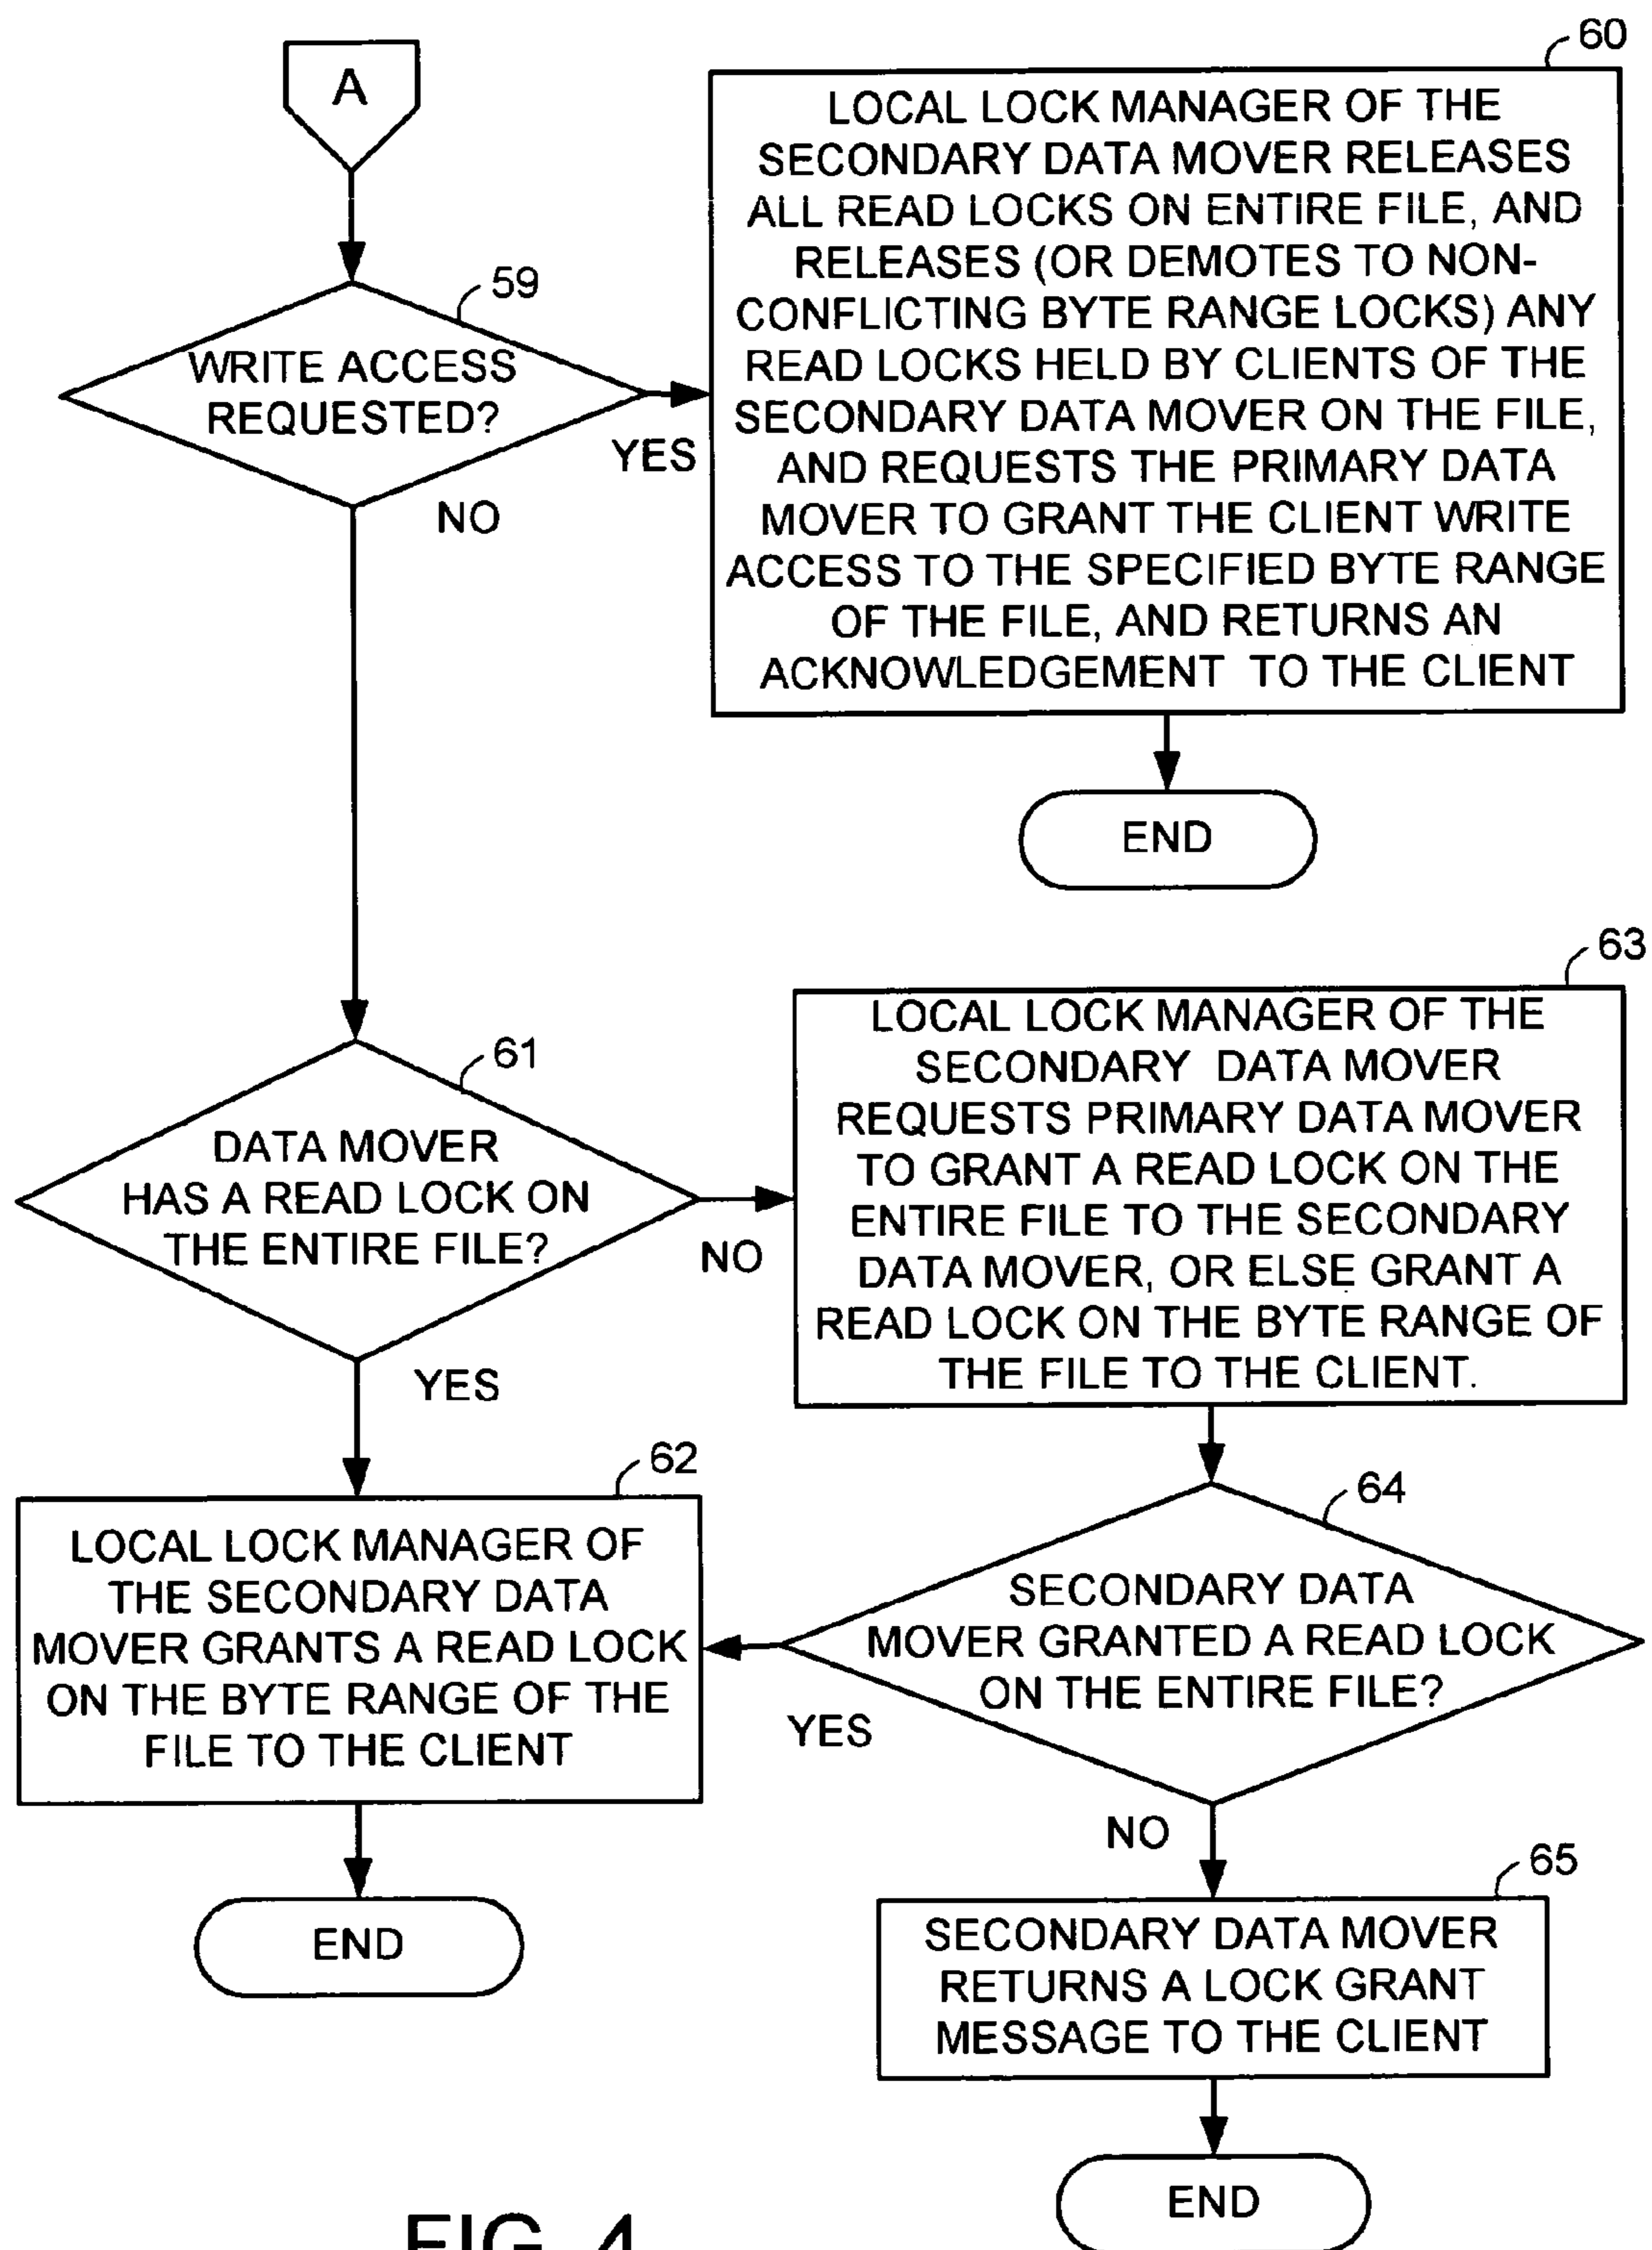 A
60
LOCAL LOCK MANAGER OF THE
SECONDARY DATA MOVER RELEASES
ALL READ LOCKS ON ENTIRE FILE, AND
RELEASES (OR DEMOTES TO NON-
CONFLICTING BYTE RANGE LOCKS) ANY
READ LOCKS HELD BY CLIENTS OF THE
SECONDARY DATA MOVER ON THE FILE,
AND REQUESTS THE PRIMARY DATA
MOVER TO GRANT THE CLIENT WRITE
ACCESS TO THE SPECIFIED BYTE RANGE
OF THE FILE, AND RETURNS AN
ACKNOWLEDGEMENT TO THE CLIENT
59
WRITE ACCESS
REQUESTED?
YES
NO
END
63
LOCAL LOCK MANAGER OF THE
SECONDARY DATA MOVER
REQUESTS PRIMARY DATA MOVER
TO GRANT A READ LOCK ON THE
ENTIRE FILE TO THE SECONDARY
DATA MOVER, OR ELSE GRANT A
READ LOCK ON THE BYTE RANGE OF
THE FILE TO THE CLIENT.
61
DATA MOVER
HAS A READ LOCK ON
THE ENTIRE FILE?
NO
YES
62
LOCAL LOCK MANAGER OF
THE SECONDARY DATA
MOVER GRANTS A READ LOCK
ON THE BYTE RANGE OF THE
FILE TO THE CLIENT
64
SECONDARY DATA
MOVER GRANTED A READ LOCK
ON THE ENTIRE FILE?
YES
NO
END
65
SECONDARY DATA MOVER
RETURNS A LOCK GRANT
MESSAGE TO THE CLIENT
END
FIG. 4